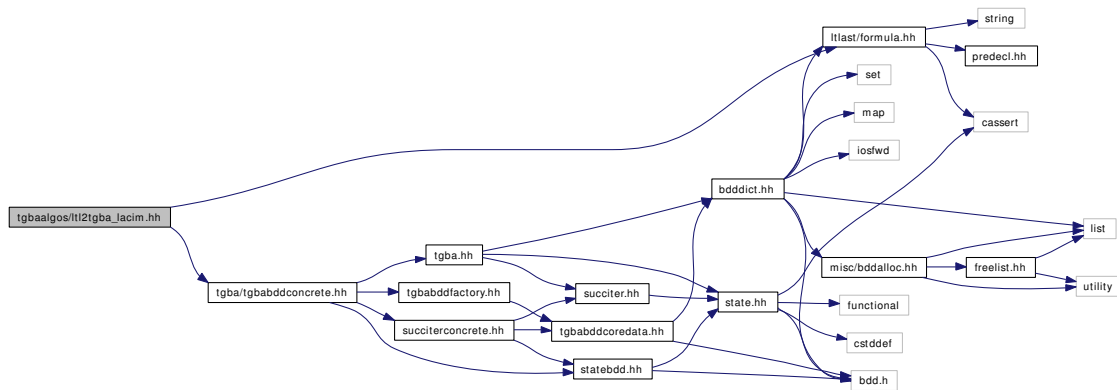 string
ltlast/formula.hh
predecl.hh
set
map
cassert
iosfwd
bdddict.hh
tgbaalgos/ltl2tgba_lacim.hh
list
tgba.hh
misc/bddalloc.hh
freelist.hh
utility
tgba/tgbabddconcrete.hh
tgbabddfactory.hh
succiter.hh
state.hh
functional
succiterconcrete.hh
tgbabddcoredata.hh
cstddef
statebdd.hh
bdd.h